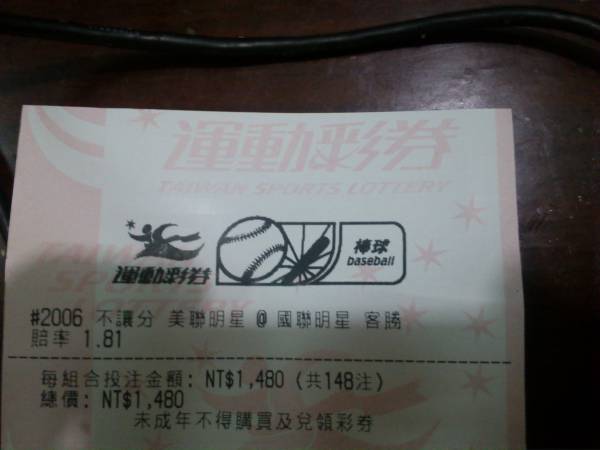 運動彩券
TAIWAN SPORTS LOTTERY
運動彩券
棒球
baseball
#2006 不讓分 美聯明星 @ 國聯明星 客勝
賠率 1.81
每組合投注金額: NT$1,480 (共148注)
總價: NT$1,480
未成年不得購買及兌領彩券